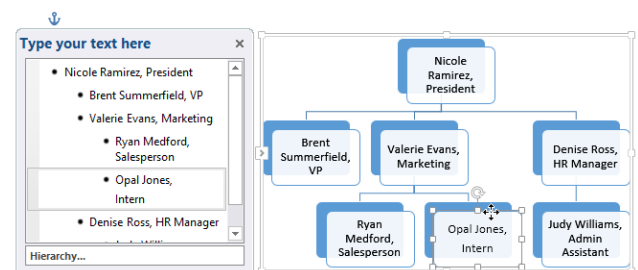 Type your text here
Nicole Ramirez, President
Brent Summerfield, VP
Valerie Evans, Marketing
Ryan Medford,
Salesperson
Opal Jones,
Intern
Denise Ross, HR Manager
Hierarchy...
Nicole
Ramirez,
President
Brent
Summerfield,
VP
Valerie Evans,
Marketing
Denise Ross,
HR Manager
Ryan
Medford,
Salesperson
Opal Jones,
Intern
Judy Williams,
Admin
Assistant